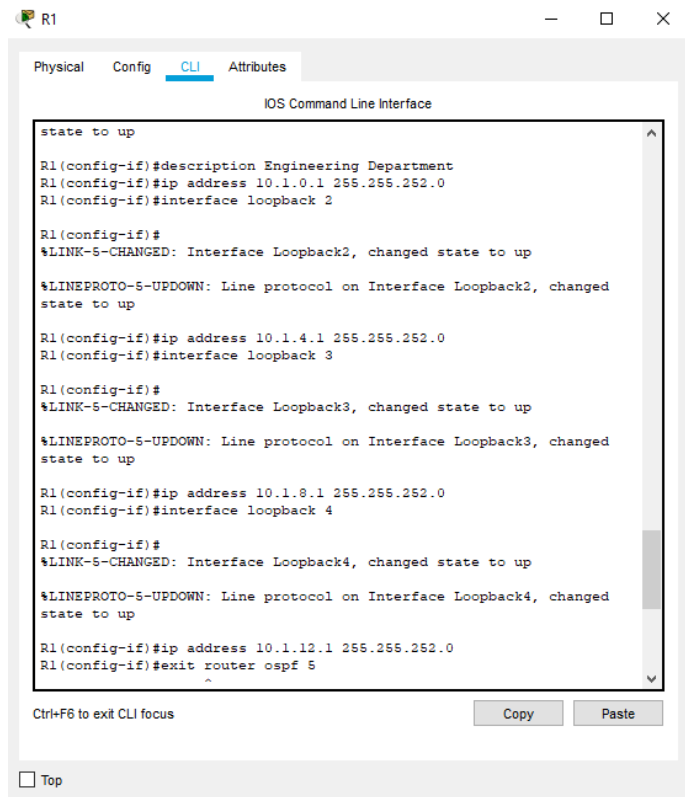 R1
Physical Config CLI Attributes
IOS Command Line Interface
state to up
R1(config-if)#description Engineering Department
R1(config-if)#ip address 10.1.0.1 255.255.252.0
R1(config-if)#interface loopback 2
R1(config-if)#
%LINK-5-CHANGED: Interface Loopback2, changed state to up
%LINEPROTO-5-UPDOWN: Line protocol on Interface Loopback2, changed
state to up
R1(config-if)#ip address 10.1.4.1 255.255.252.0
R1(config-if)#interface loopback 3
R1(config-if)#
%LINK-5-CHANGED: Interface Loopback3, changed state to up
%LINEPROTO-5-UPDOWN: Line protocol on Interface Loopback3, changed
state to up
R1(config-if)#ip address 10.1.8.1 255.255.252.0
R1(config-if)#interface loopback 4
R1(config-if)#
%LINK-5-CHANGED: Interface Loopback4, changed state to up
%LINEPROTO-5-UPDOWN: Line protocol on Interface Loopback4, changed
state to up
R1(config-if)#ip address 10.1.12.1 255.255.252.0
R1(config-if)#exit router ospf 5
^
Ctrl+F6 to exit CLI focus Copy Paste
Top